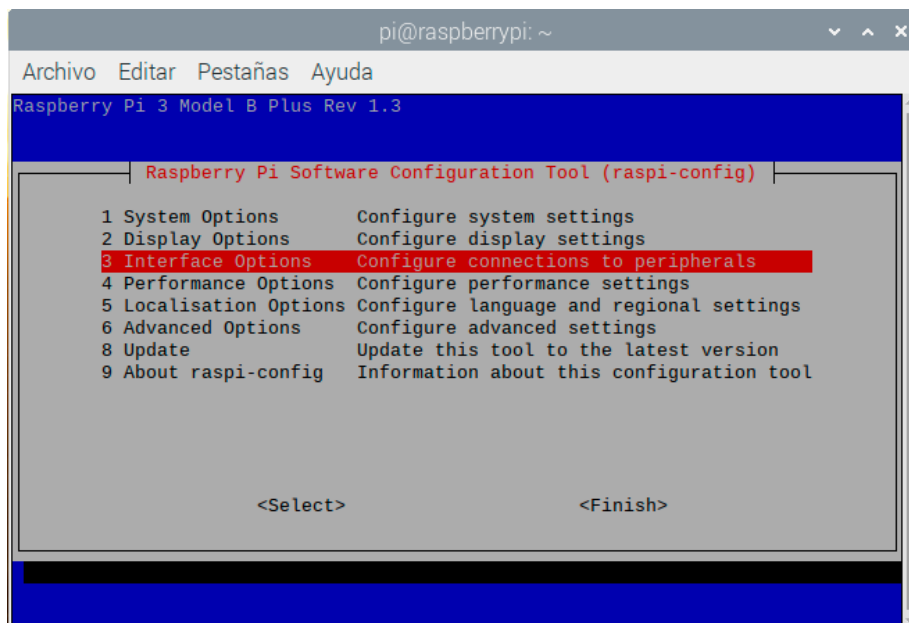 pi@raspberrypi: ~
Archivo Editar Pestañas Ayuda
Raspberry Pi 3 Model B Plus Rev 1.3
Raspberry Pi Software Configuration Tool (raspi-config)
1 System Options Configure system settings
2 Display Options Configure display settings
3 Interface Options Configure connections to peripherals
4 Performance Options Configure performance settings
5 Localisation Options Configure language and regional settings
6 Advanced Options Configure advanced settings
8 Update Update this tool to the latest version
9 About raspi-config Information about this configuration tool
<Select> <Finish>